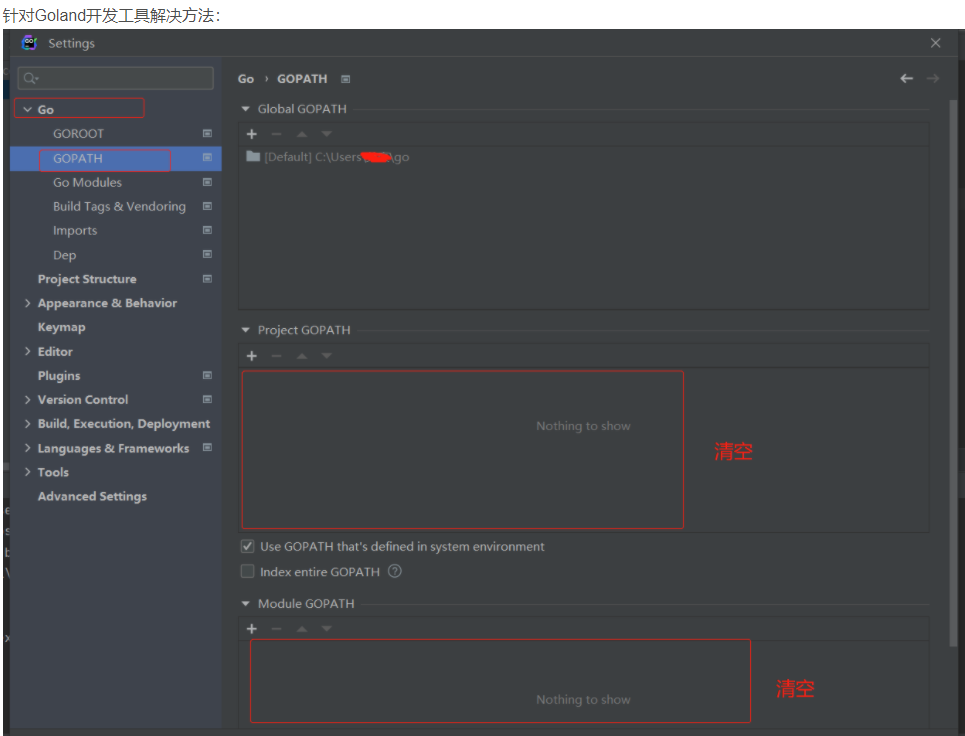 针对Goland开发工具解决方法：
Settings
Go › GOPATH
Go
GOROOT
GOPATH
Go Modules
Build Tags & Vendoring
Imports
Dep
Project Structure
Appearance & Behavior
Keymap
Editor
Plugins
Version Control
Build, Execution, Deployment
Languages & Frameworks
Tools
Advanced Settings
Global GOPATH
[Default] C:\Users\go
Project GOPATH
Nothing to show
清空
Use GOPATH that's defined in system environment
Index entire GOPATH ?
Module GOPATH
Nothing to show
清空